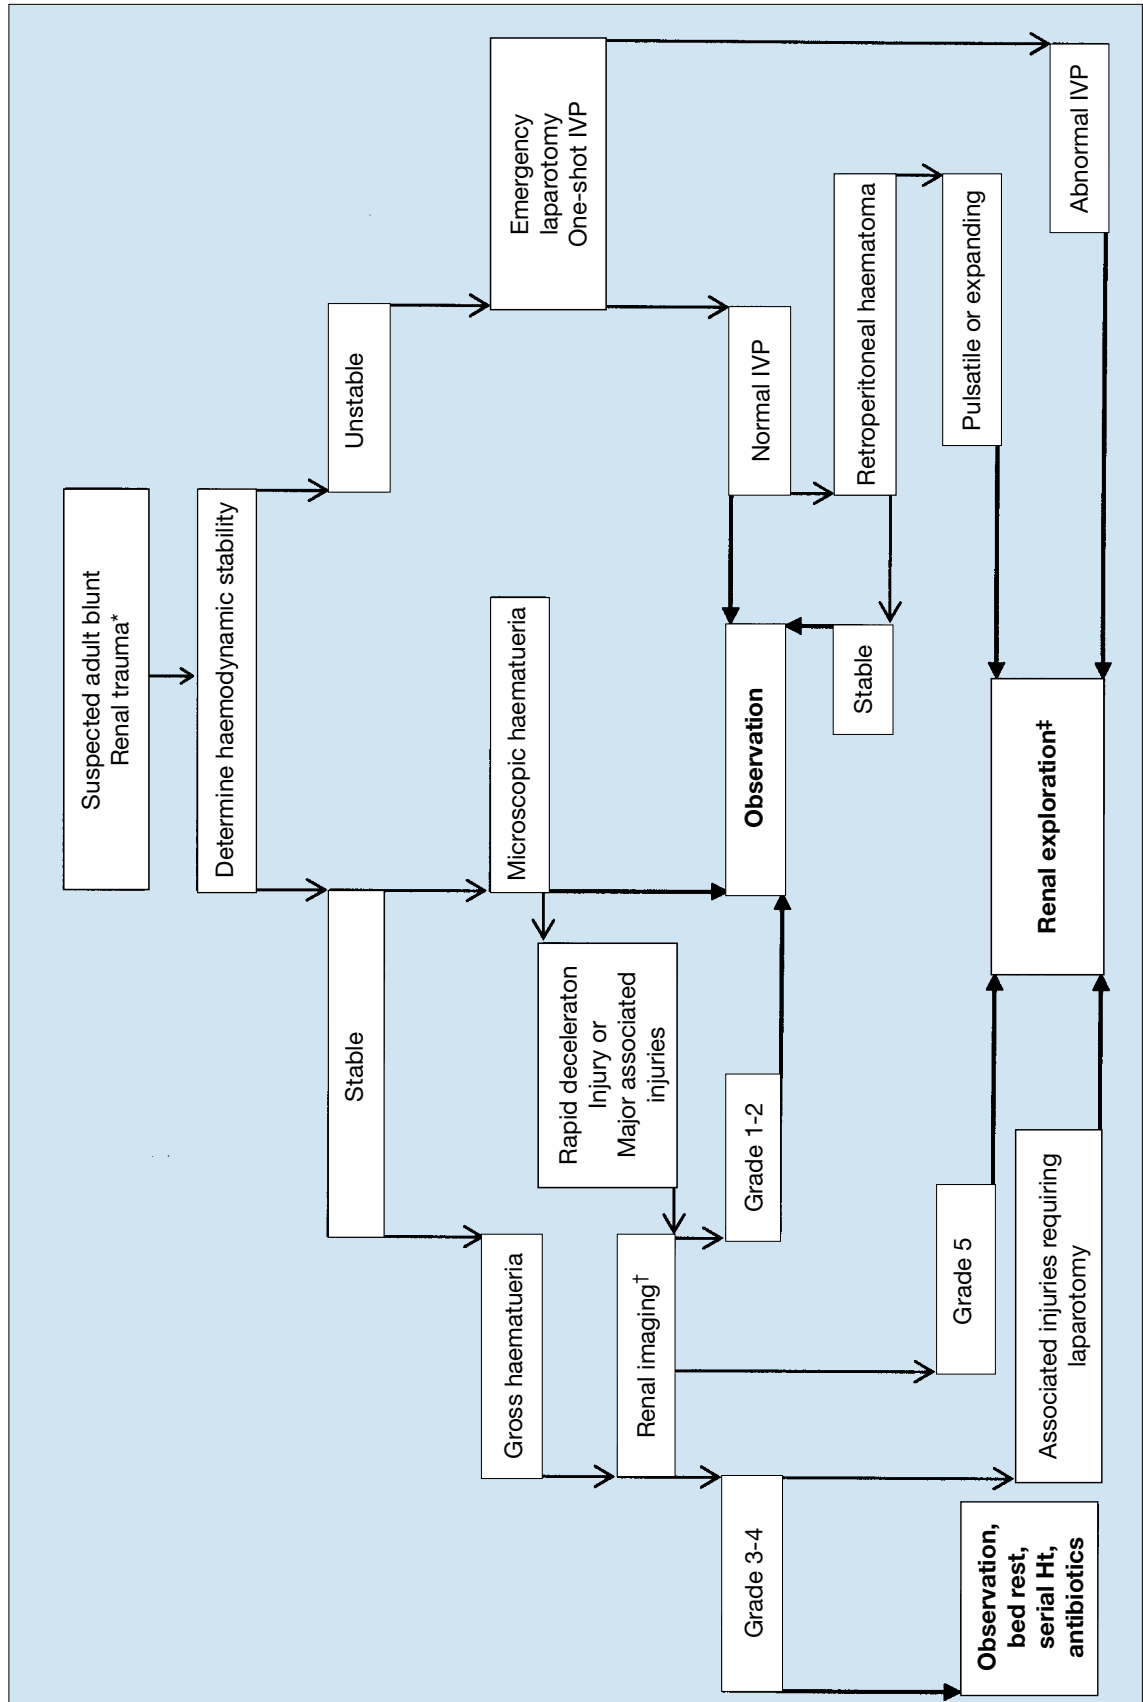 Suspected adult blunt
Renal trauma*
Determine haemodynamic stability
Stable
Unstable
Gross haematueria
Microscopic haematueria
Emergency
laparotomy
One-shot IVP
Rapid deceleraton
Injury or
Major associated
injuries
Renal imaging†
Grade 3-4
Grade 1-2
Observation
Normal IVP
Stable
Retroperitoneal haematoma
Grade 5
Pulsatile or expanding
Observation,
bed rest,
serial Ht,
antibiotics
Associated injuries requiring
laparotomy
Renal exploration‡
Abnormal IVP